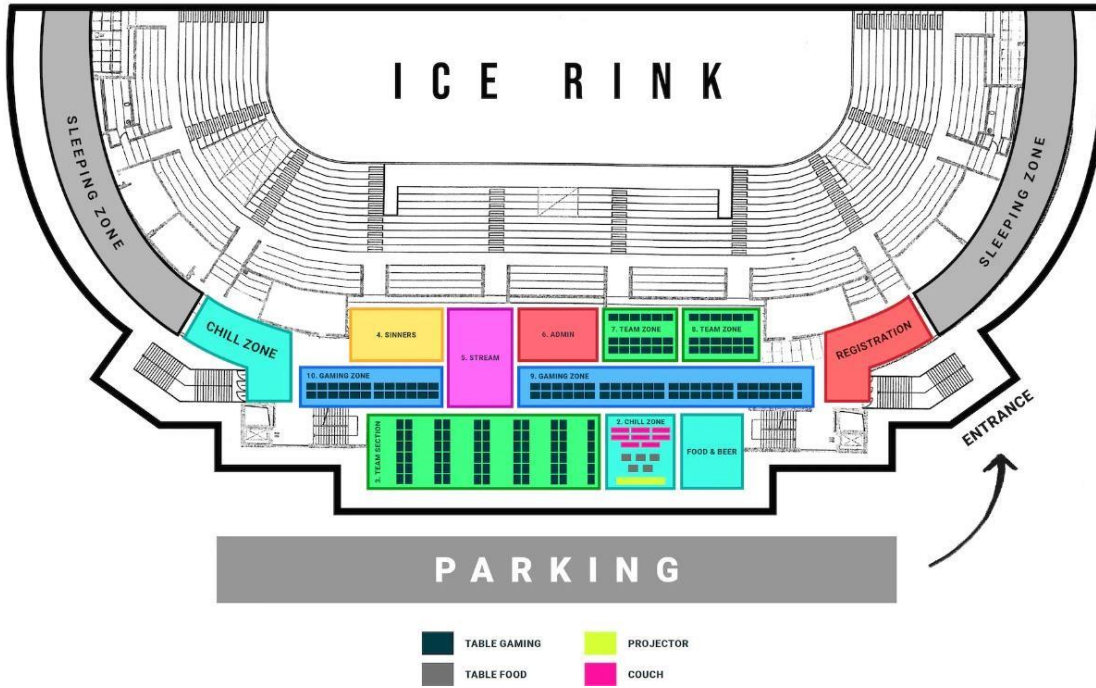 ICE RINK
SLEEPING ZONE
SLEEPING ZONE
CHILL ZONE
4. SINNERS
5. STREAM
6. ADMIN
7. TEAM ZONE
8. TEAM ZONE
REGISTRATION
10. GAMING ZONE
9. GAMING ZONE
3. TEAM SECTION
2. CHILL ZONE
FOOD & BEER
ENTRANCE
PARKING
TABLE GAMING
PROJECTOR
TABLE FOOD
COUCH